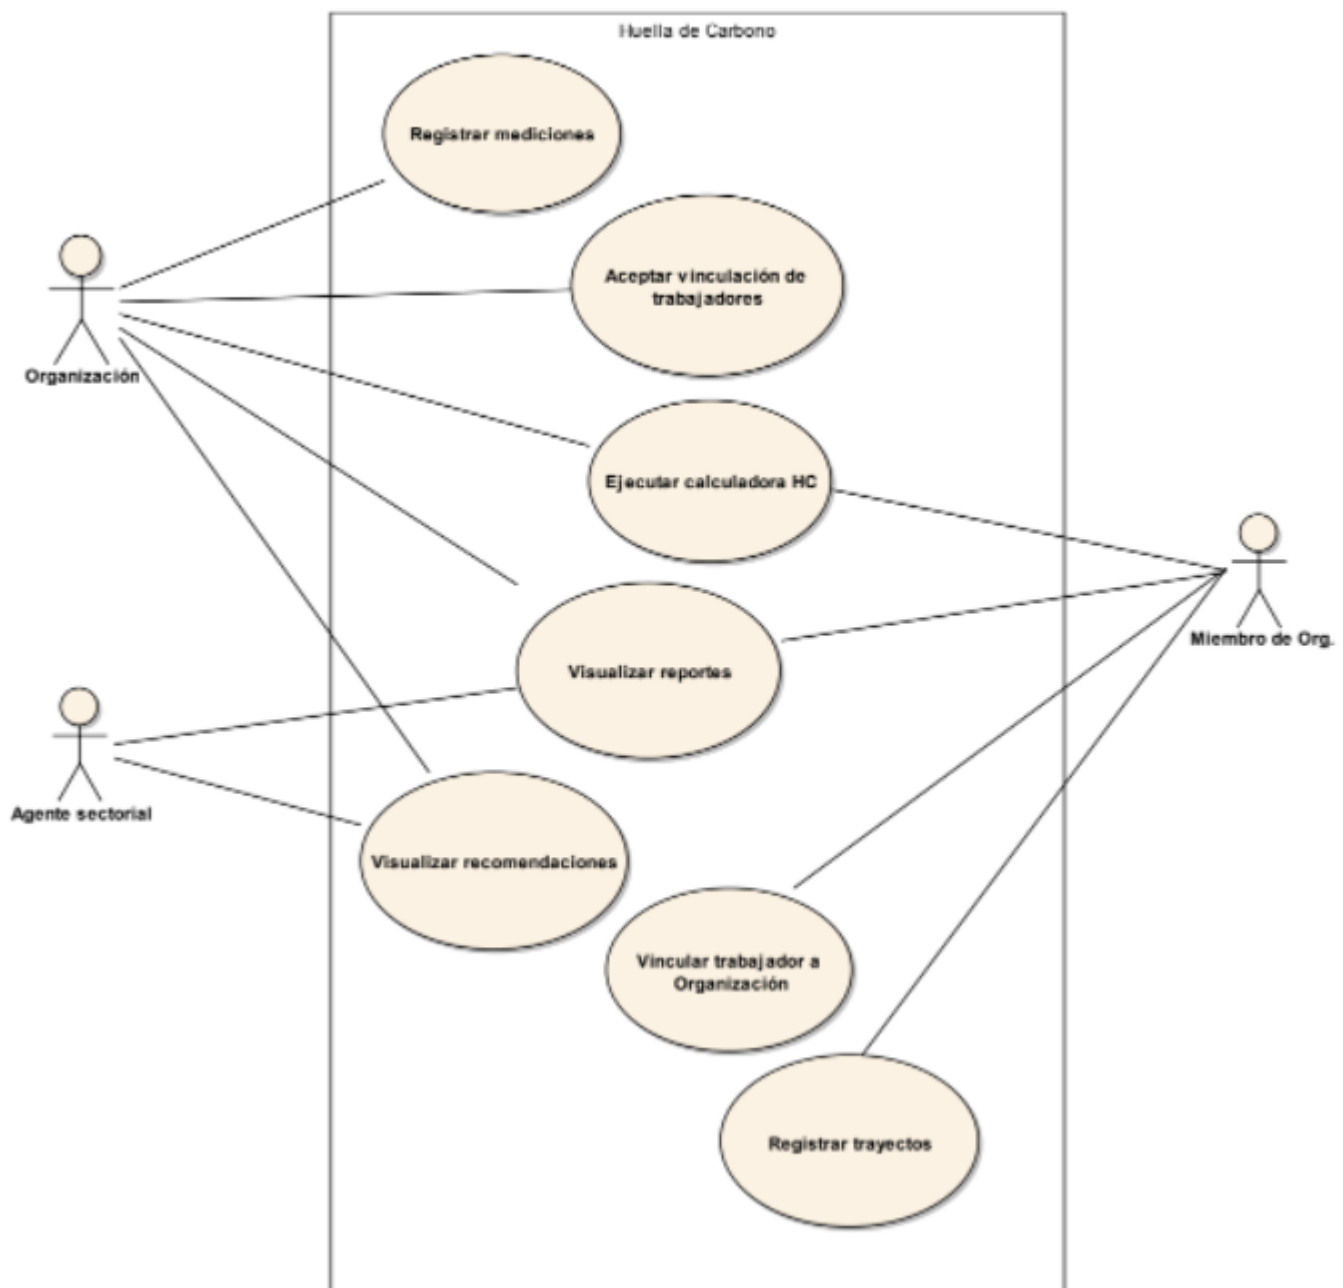 Huella de Carbono
Registrar mediciones
Aceptar vinculación de
trabajadores
Organización
Ejecutar calculadora HC
Miembro de Org.
Visualizar reportes
Agente sectorial
Visualizar recomendaciones
Vincular trabajador a
Organización
Registrar trayectos